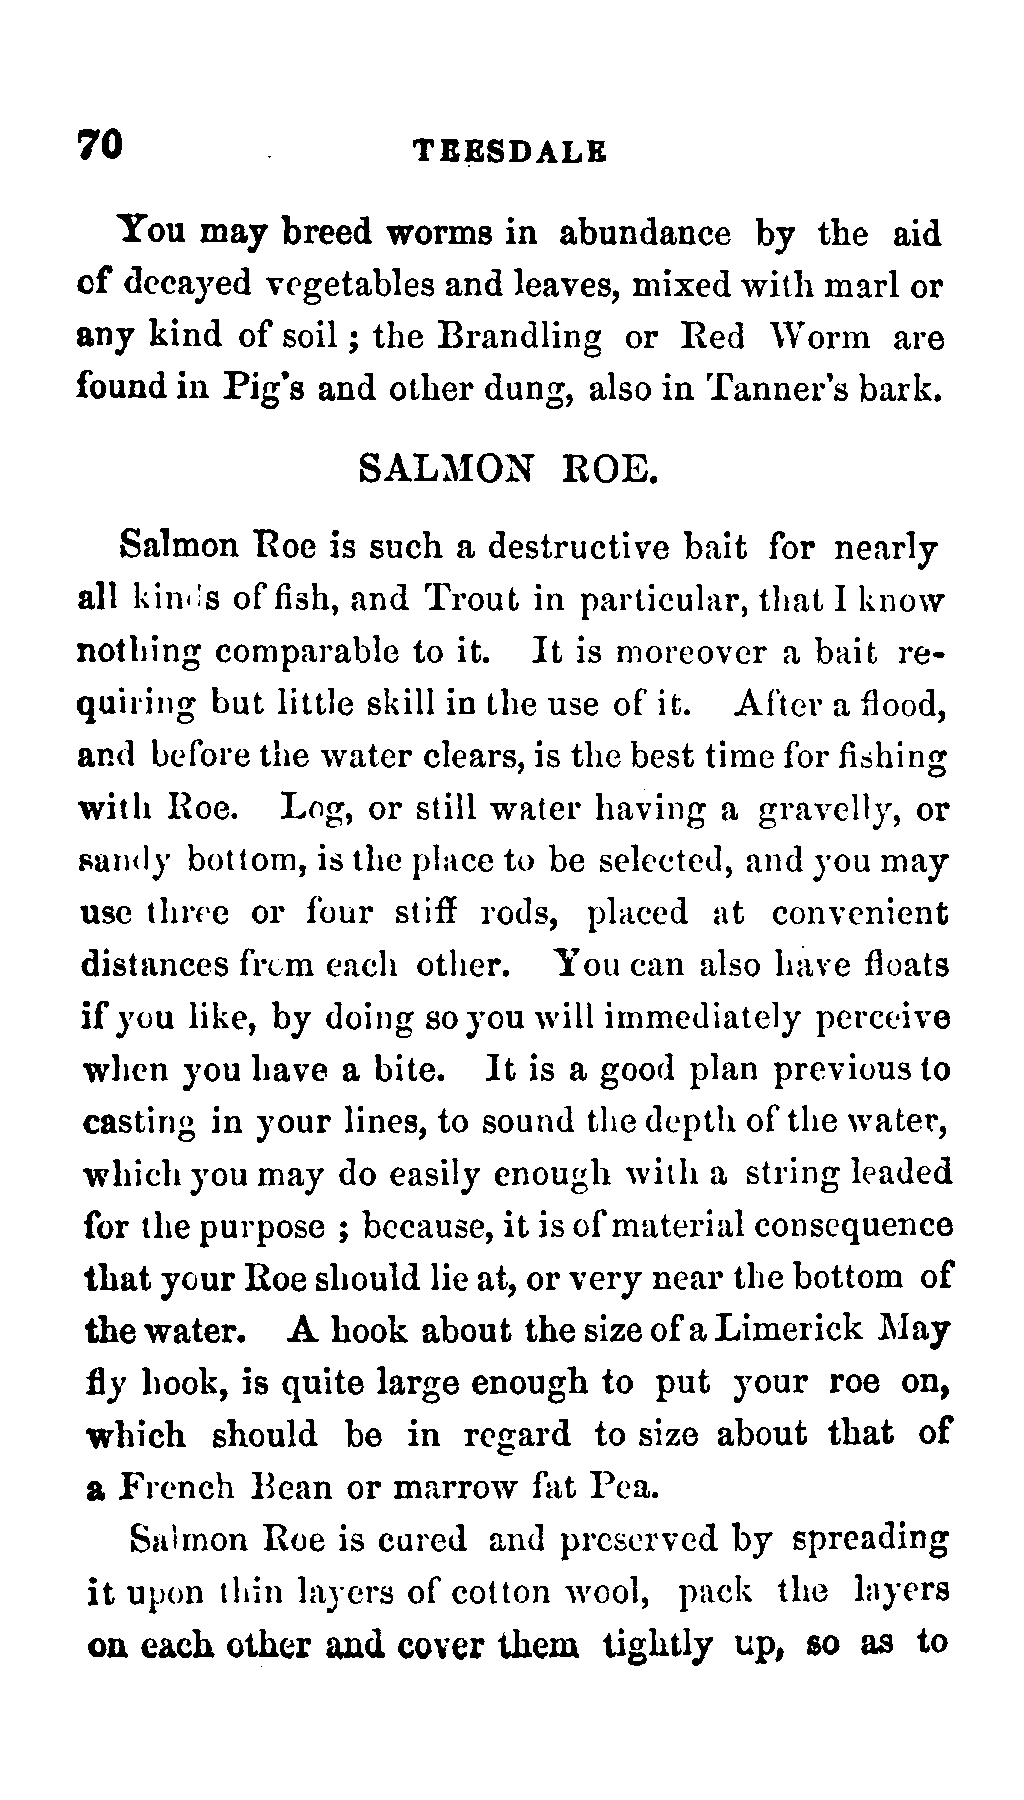 70 TEESDALE
You may breed worms in abundance by the aid
of decayed vegetables and leaves, mixed with marl or
any kind of soil ; the Brandling or Red Worm are
found in Pig's and other dung, also in Tanner's bark.
SALMON ROE.
Salmon Roe is such a destructive bait for nearly
all kinds of fish, and Trout in particular, that I know
nothing comparable to it. It is moreover a bait re-
quiring but little skill in the use of it. After a flood,
and before the water clears, is the best time for fishing
with Roe. Log, or still water having a gravelly, or
sandy bottom, is the place to be selected, and you may
use three or four stiff rods, placed at convenient
distances from each other. You can also have floats
if you like, by doing so you will immediately perceive
when you have a bite. It is a good plan previous to
casting in your lines, to sound the depth of the water,
which you may do easily enough with a string leaded
for the purpose ; because, it is of material consequence
that your Roe should lie at, or very near the bottom of
the water. A hook about the size of a Limerick May
fly hook, is quite large enough to put your roe on,
which should be in regard to size about that of
a French Bean or marrow fat Pea.
Salmon Roe is cured and preserved by spreading
it upon thin layers of cotton wool, pack the layers
on each other and cover them tightly up, so as to